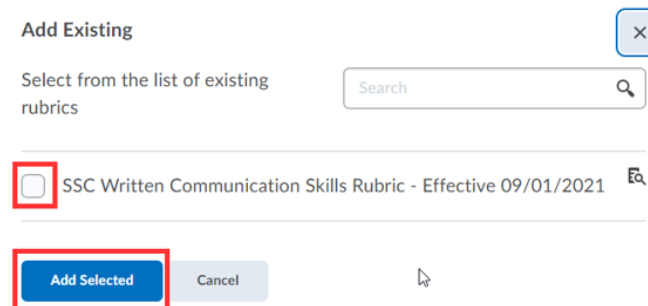 Add Existing
Select from the list of existing
rubrics
Search
SSC Written Communication Skills Rubric - Effective 09/01/2021
Add Selected
Cancel